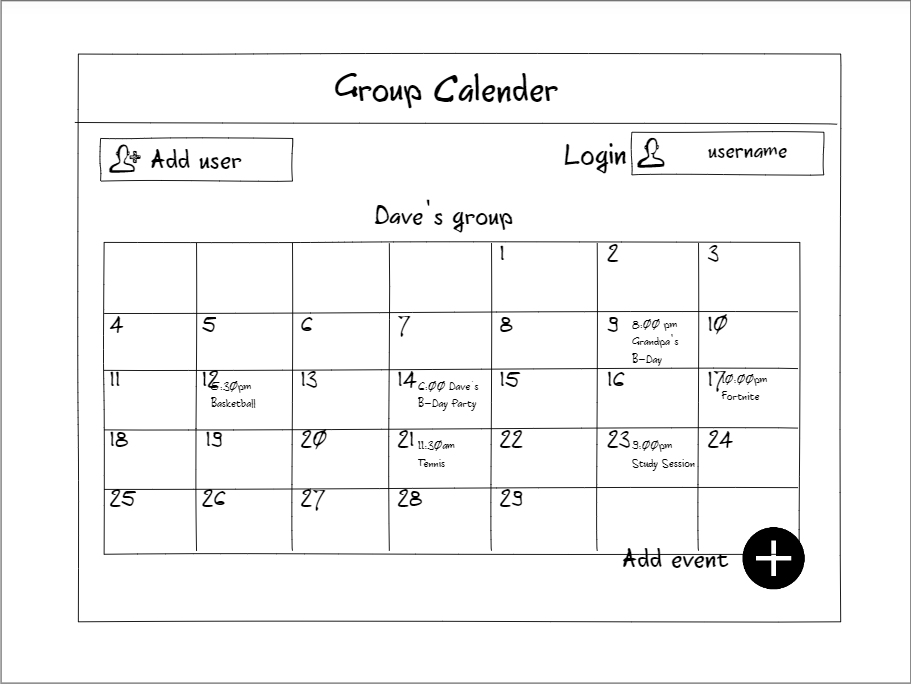 Group Calender
Add user
Login username
Dave's group
1 2 3
4 5 6 7 8 9 8:00 pm 10
Grandpa's
B-Day
11 12 :30pm 13 14 6:00 Dave's 15 16 17 10:00pm
Basketball B-Day Party Fortnite
18 19 20 21 11:30am 22 23 9:00pm 24
Tennis Study Session
25 26 27 28 29
Add event